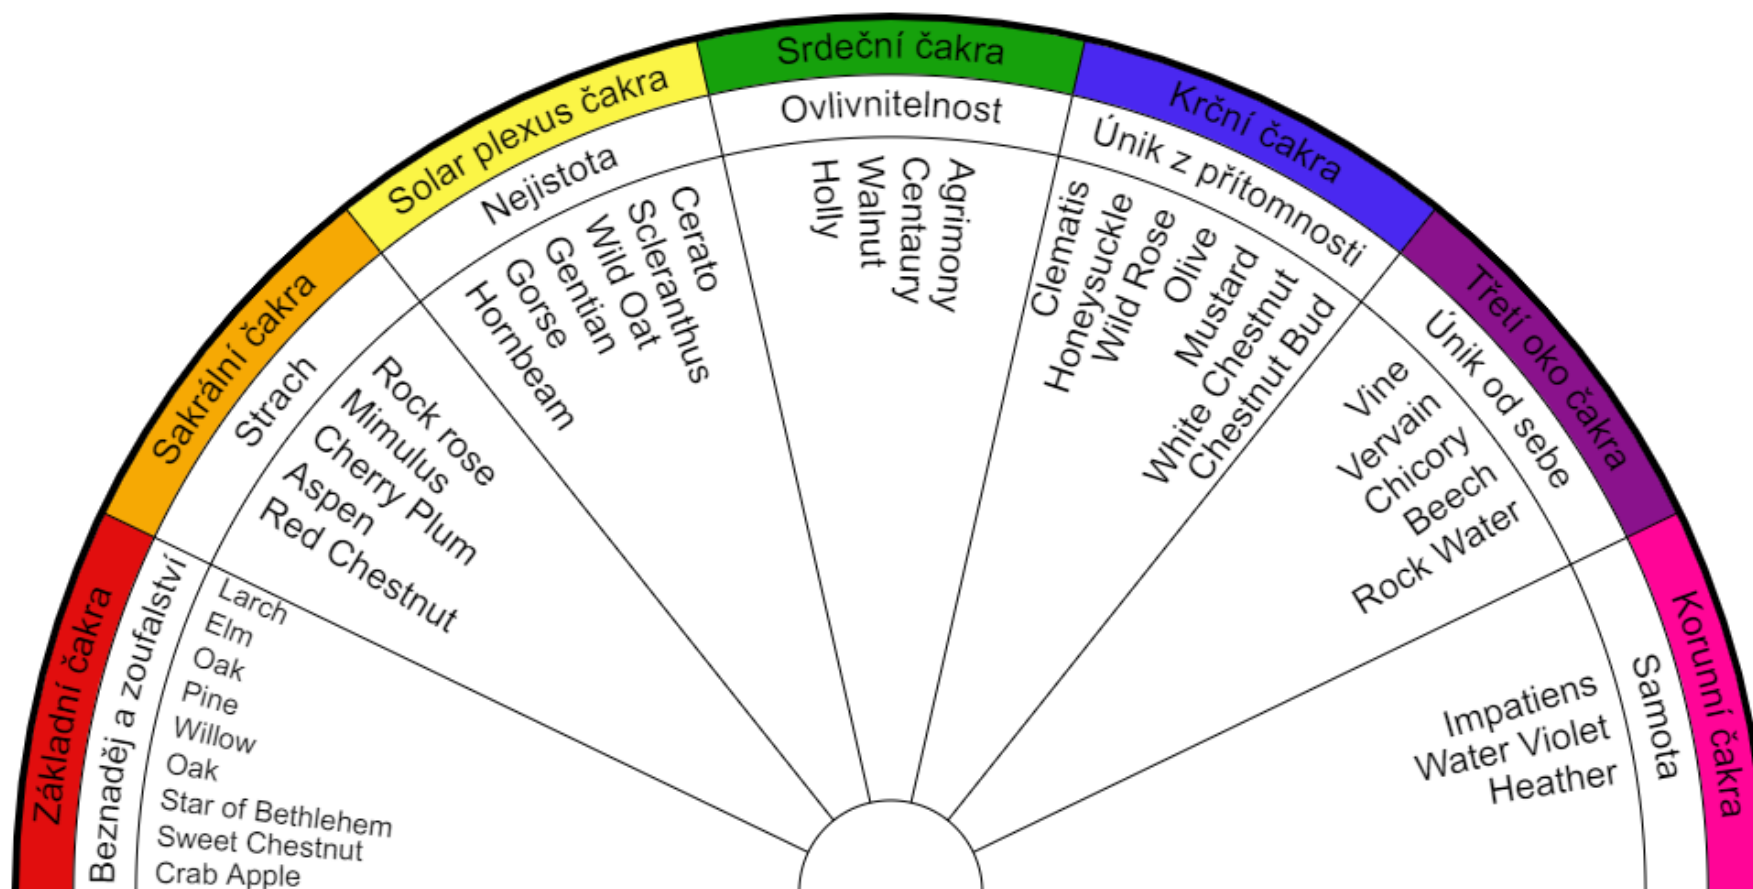 Základní čakra
Beznaděj a zoufalství
Larch
Elm
Oak
Pine
Willow
Oak
Star of Bethlehem
Sweet Chestnut
Crab Apple
Sakrální čakra
Strach
Rock rose
Mimulus
Cherry Plum
Aspen
Red Chestnut
Solar plexus čakra
Nejistota
Cerato
Scleranthus
Wild Oat
Gentian
Gorse
Hornbeam
Srdeční čakra
Ovlivnitelnost
Agrimony
Centaury
Walnut
Holly
Krční čakra
Únik z přítomnosti
Clematis
Honeysuckle
Wild Rose
Olive
Mustard
White Chestnut
Chestnut Bud
Třetí oko čakra
Únik od sebe
Vine
Vervain
Chicory
Beech
Rock Water
Korunní čakra
Samota
Impatiens
Water Violet
Heather